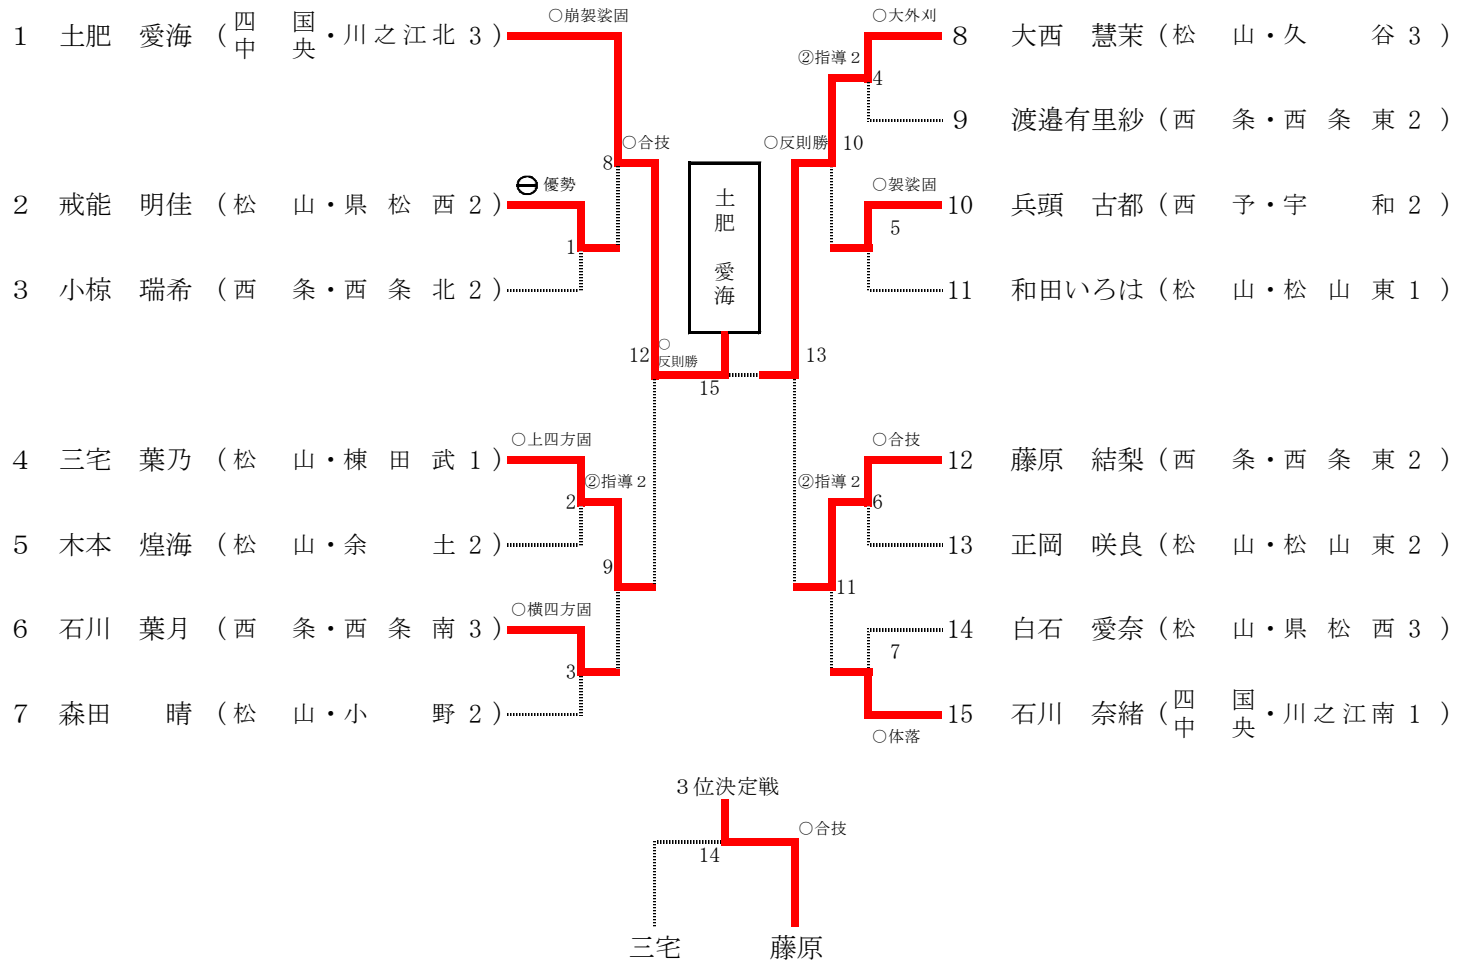 1 土肥 愛海 (四国中央・川之江北 3)
○崩袈裟固
8
○合技
2 戒能 明佳 (松山・県松西 2)
⊖ 優勢
1
3 小椋 瑞希 (西条・西条北 2)
12
○
反則勝
15
4 三宅 葉乃 (松山・棟田武 1)
○上四方固
2
②指導2
5 木本 煌海 (松山・余土 2)
9
6 石川 葉月 (西条・西条南 3)
○横四方固
3
7 森田 晴 (松山・小野 2)
土肥 愛海
○大外刈
8 大西 慧茉 (松山・久谷 3)
②指導2
4
9 渡邉有里紗 (西条・西条東 2)
○反則勝
10
○袈裟固
10 兵頭 古都 (西予・宇和 2)
5
11 和田いろは (松山・松山東 1)
13
○合技
12 藤原 結梨 (西条・西条東 2)
②指導2
6
13 正岡 咲良 (松山・松山東 2)
11
14 白石 愛奈 (松山・県松西 3)
7
15 石川 奈緒 (四国中央・川之江南 1)
○体落
3位決定戦
○合技
14
三宅 藤原